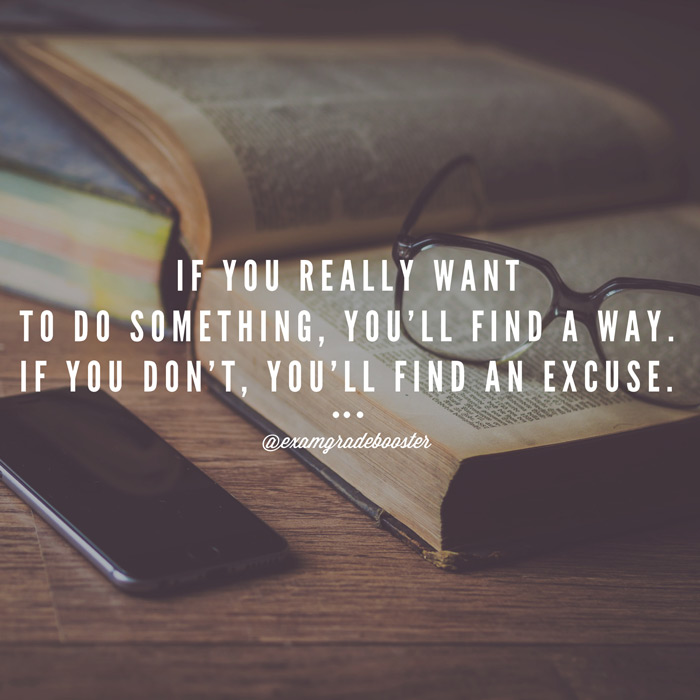 IF YOU REALLY WANT
TO DO SOMETHING, YOU'LL FIND A WAY.
IF YOU DON'T, YOU'LL FIND AN EXCUSE.
•••
@examgradebooster